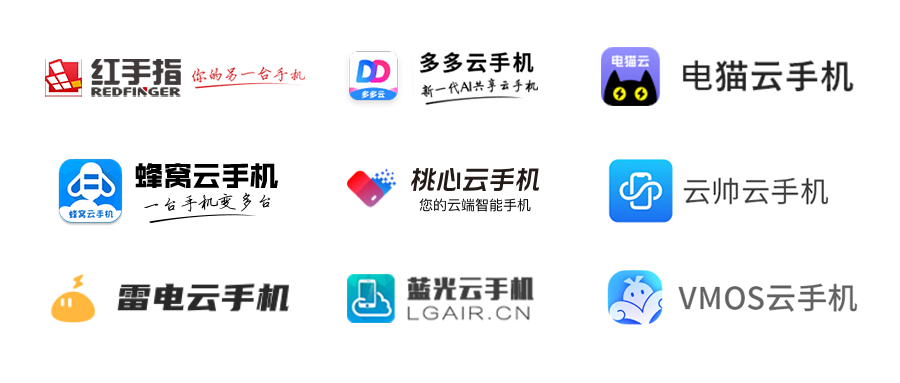 红手指
REDFINGER
你的另一台手机
DD
多多云
多多云手机
新一代AI共享云手机
电猫云
电猫云手机
蜂窝云手机
蜂窝云手机
一台手机变多台
桃心云手机
您的云端智能手机
云帅云手机
雷电云手机
蓝光云手机
LGAIR.CN
VMOS云手机